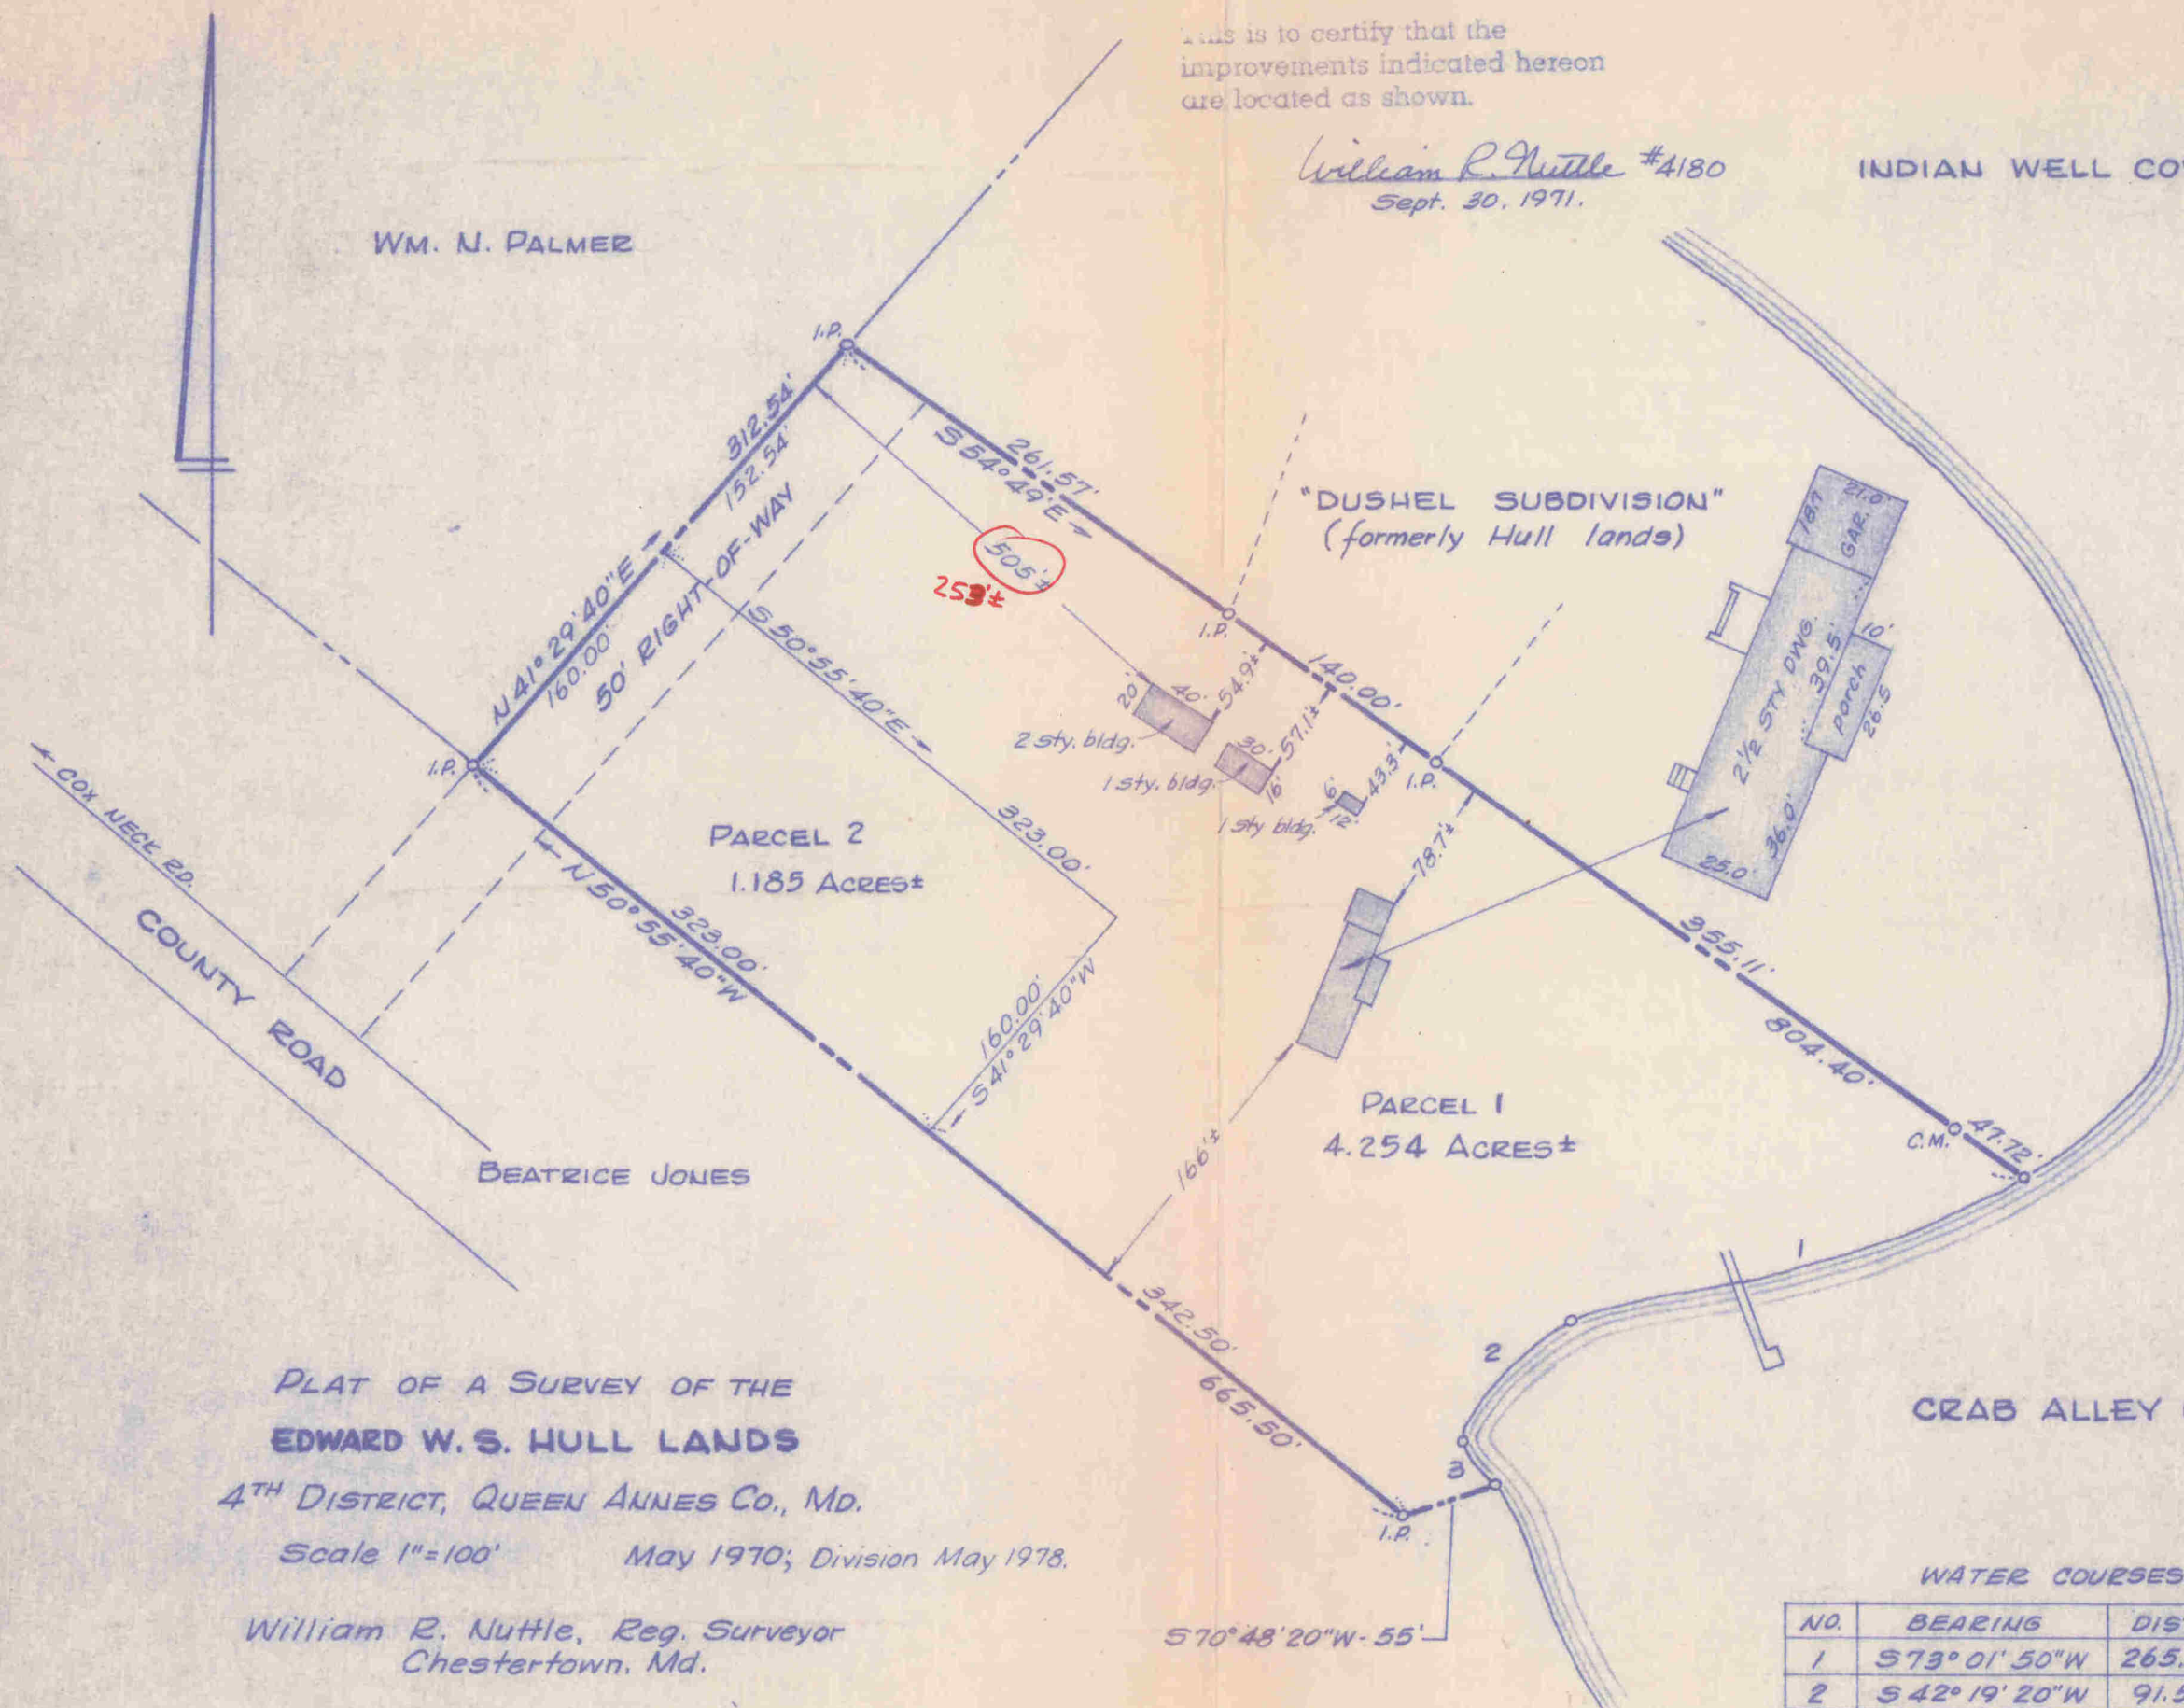 This is to certify that the
improvements indicated hereon
are located as shown.
William R. Nuttle #4180
Sept. 30, 1971.
INDIAN WELL
WM. N. PALMER
I.P.
312.54'
152.54'
N 41° 29' 40" E
160.00'
50' RIGHT-OF-WAY
261.57'
S 54° 49' E
505'±
253'±
"DUSHEL SUBDIVISION"
(formerly Hull lands)
18.7
21.0'
GAR.
2 1/2 STY. DWG.
39.5'
10'
porch
26.5
36.0'
25.0'
I.P.
140.00'
S 50° 55' 40" E
323.00'
20'
40'
54.9'±
2 sty. bldg.
30'
57.1'±
16'
1 sty. bldg.
6'
12'
43.3'
1 sty bldg.
I.P.
78.7'±
I.P.
COX NECK RD.
COUNTY ROAD
PARCEL 2
1.185 ACRES±
323.00'
N 50° 55' 40" W
160.00'
S 41° 29' 40" W
355.11'
804.40'
C.M.
47.72'
166'±
PARCEL 1
4.254 ACRES±
BEATRICE JONES
1
2
3
342.50'
665.50'
I.P.
CRAB ALLEY
S 70° 48' 20" W - 55'
PLAT OF A SURVEY OF THE
EDWARD W. S. HULL LANDS
4TH DISTRICT, QUEEN ANNES CO., MD.
Scale 1"=100' May 1970; Division May 1978.
William R. Nuttle, Reg. Surveyor
Chestertown, Md.
WATER COURSES
NO. BEARING DIS
1 S 73° 01' 50" W 265.
2 S 42° 19' 20" W 91.